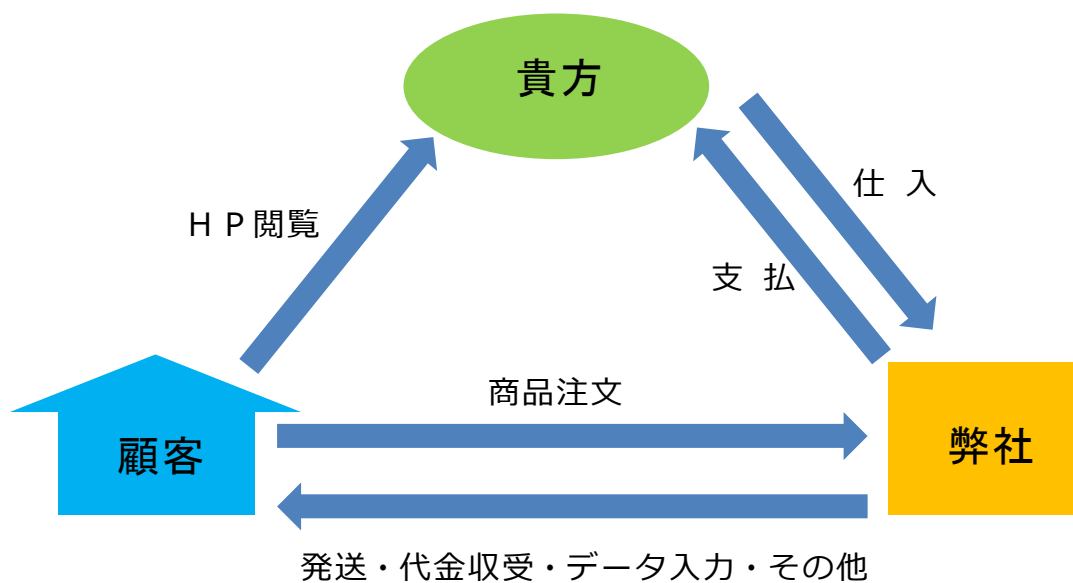 貴方
仕 入
HP閲覧
支 払
商品注文
顧客
弊社
発送・代金収受・データ入力・その他